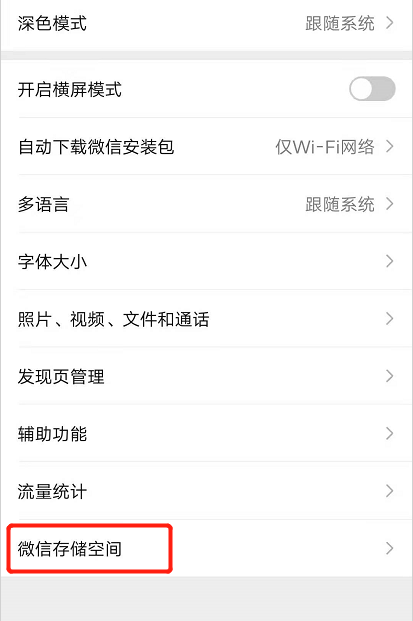 深色模式 跟随系统
开启横屏模式
自动下载微信安装包 仅Wi-Fi网络
多语言 跟随系统
字体大小
照片、视频、文件和通话
发现页管理
辅助功能
流量统计
微信存储空间